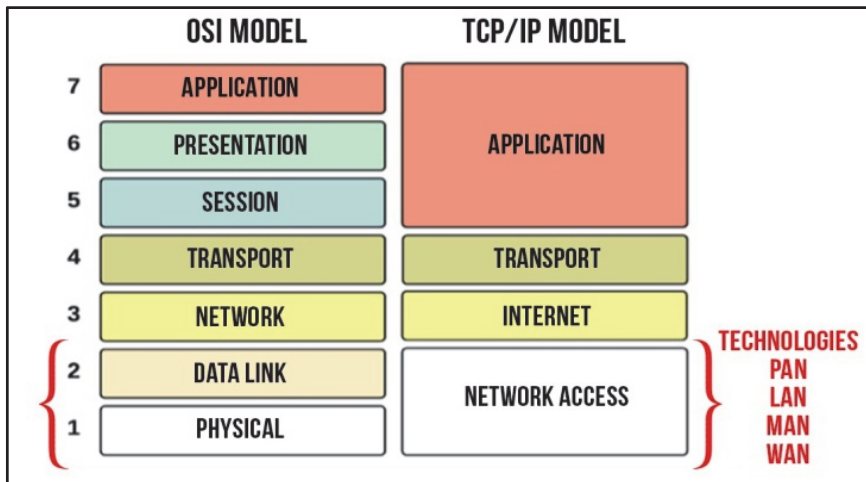 OSI MODEL
TCP/IP MODEL
7
APPLICATION
6
PRESENTATION
APPLICATION
5
SESSION
4
TRANSPORT
TRANSPORT
3
NETWORK
INTERNET
2
DATA LINK
NETWORK ACCESS
1
PHYSICAL
TECHNOLOGIES
PAN
LAN
MAN
WAN